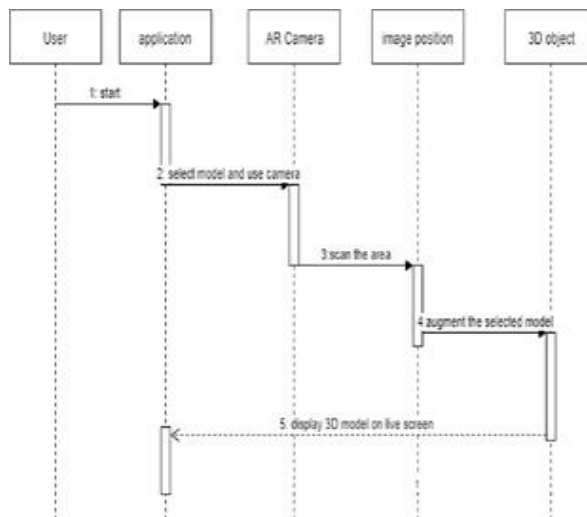 User
application
AR Camera
image position
3D object
1: start
2: select model and use camera
3:scan the area
4.augment the selected model
5: display 3D model on live screen